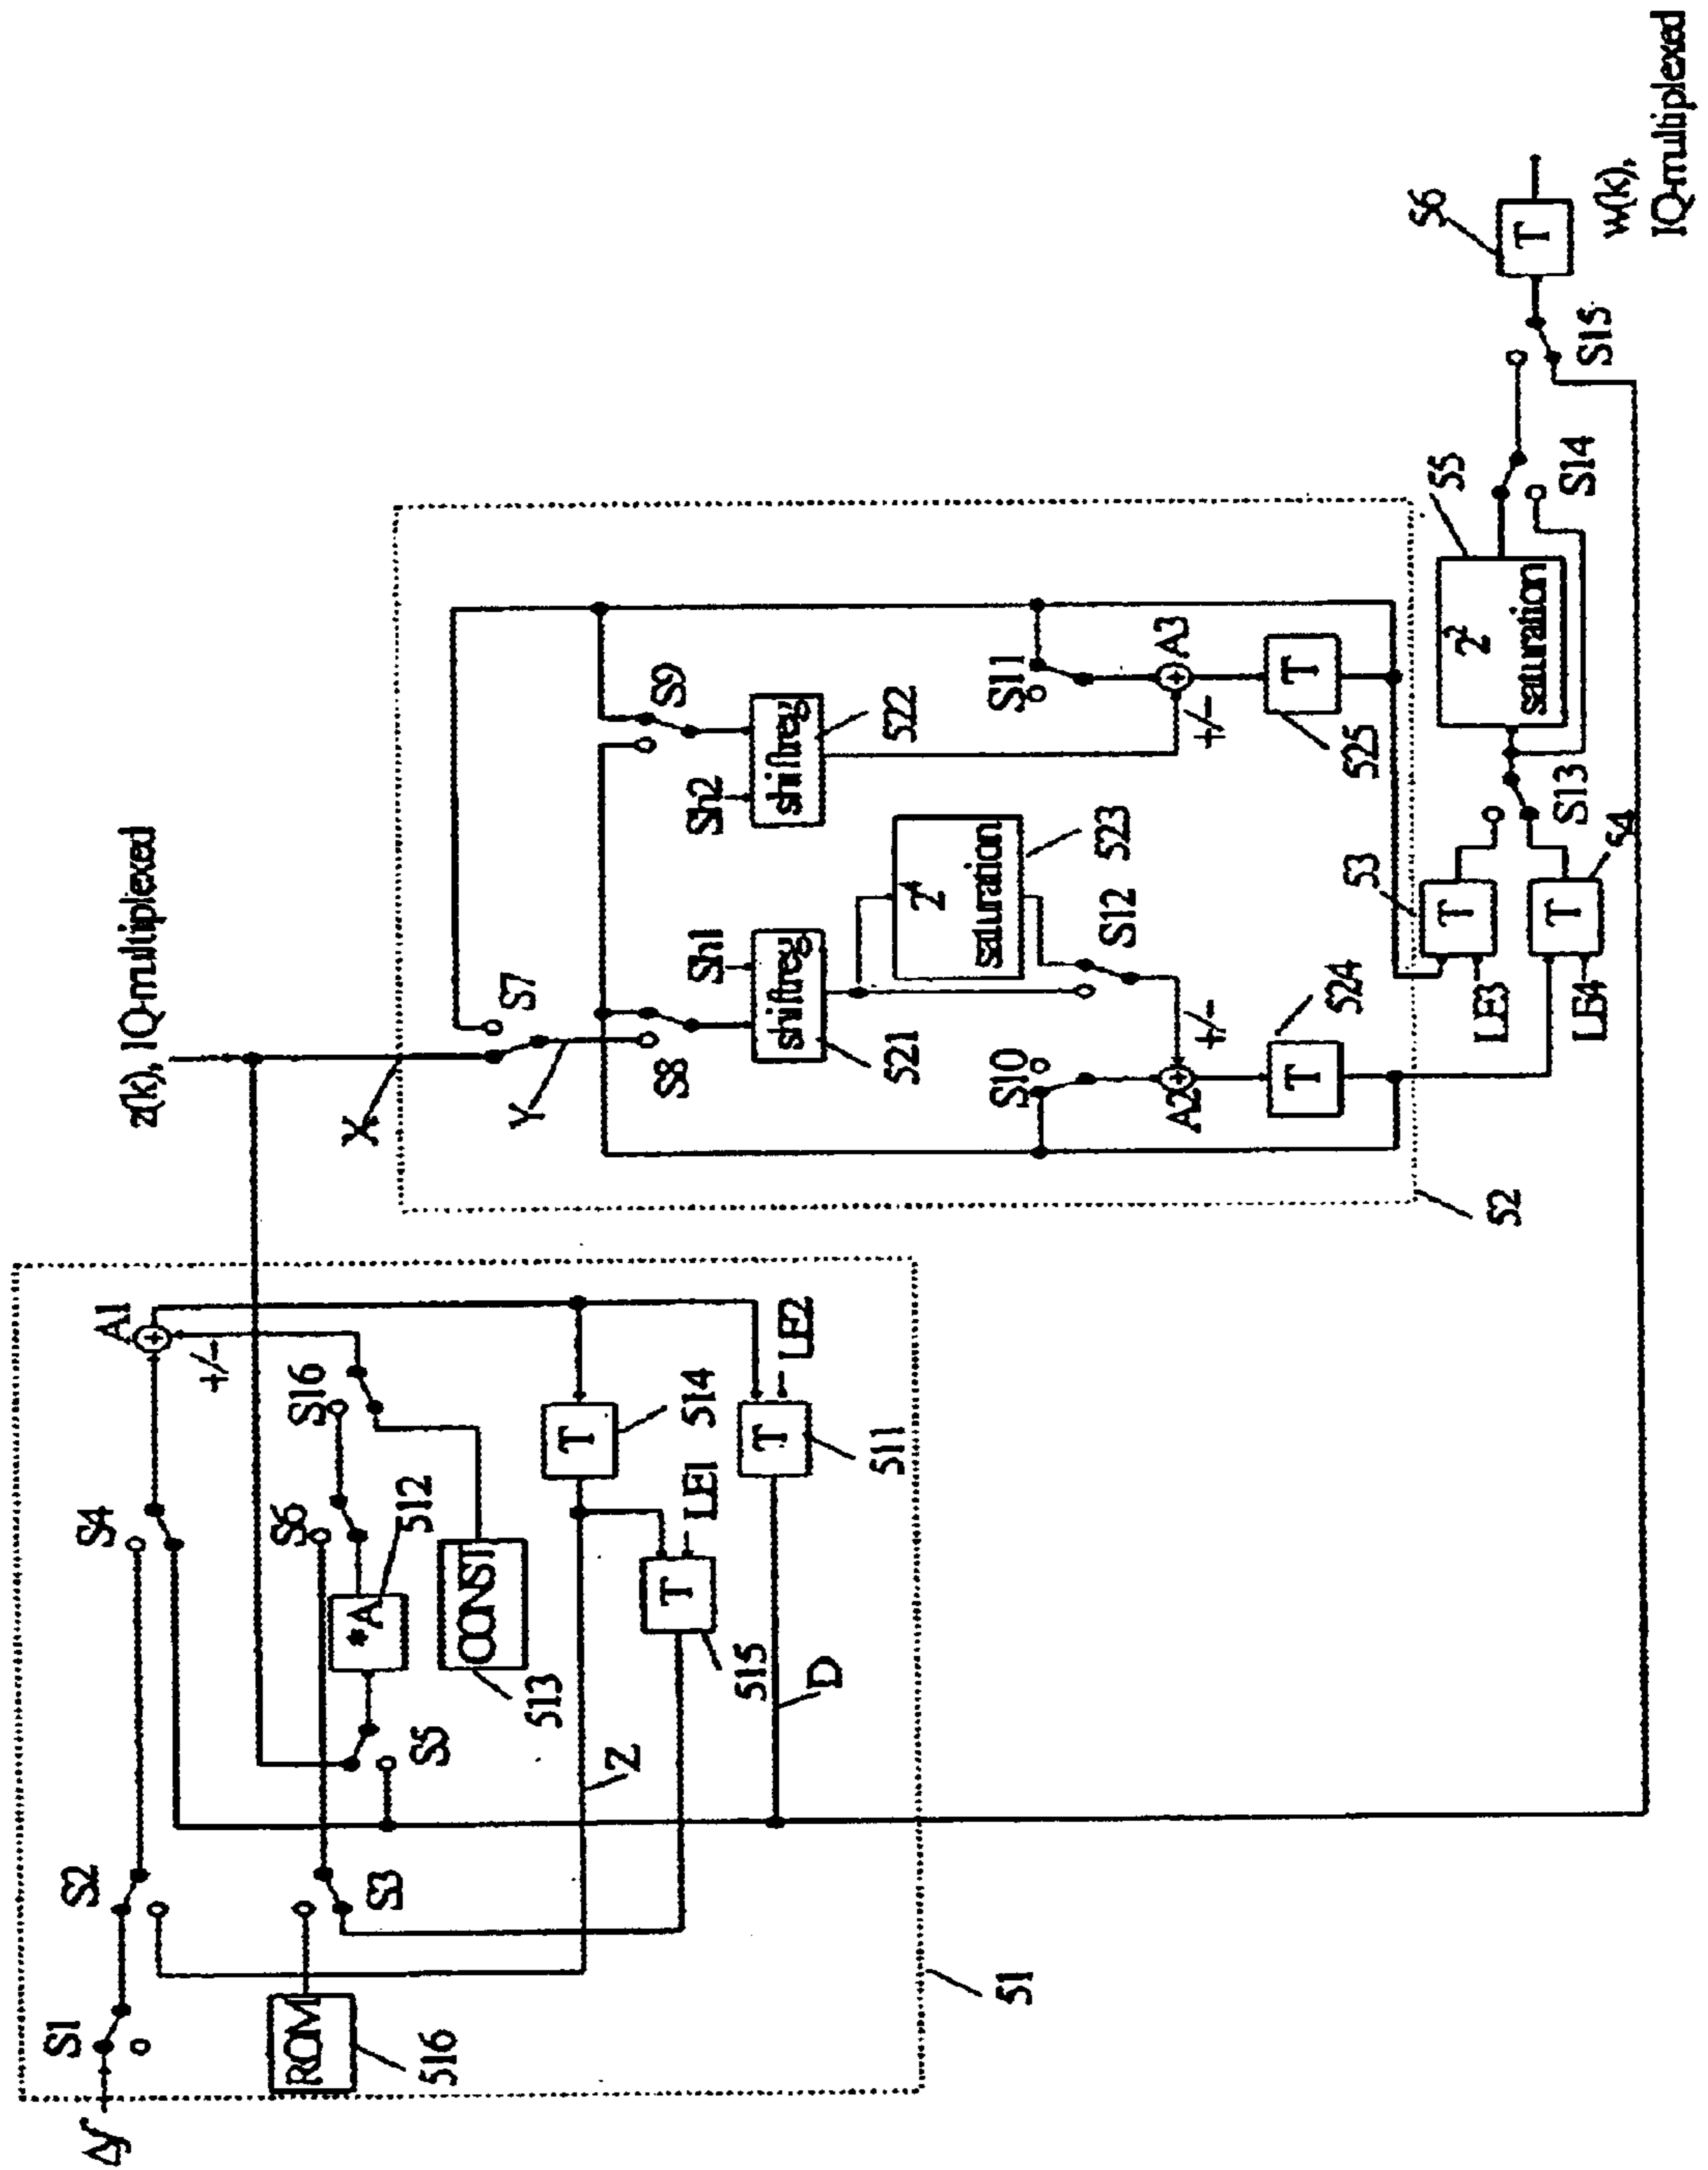 Δf
S1
S2
S4
A1
+/-
ROM
516
S3
S5
S6
*A
512
S16
CONST
513
Z
T
514
T
515
LE1
D
T
511
LE2
51
z(k), IQ-multiplexed
X
Y
S7
S8
S9
Sh1
shiftreg
521
Sh2
shiftreg
522
2⁴
saturation
523
S12
S10
A2
+/-
T
524
S11
A3
+/-
T
525
52
53
T
LE3
T
LE4
54
S13
2²
saturation
55
S14
S15
T
56
w(k),
IQ-multiplexed